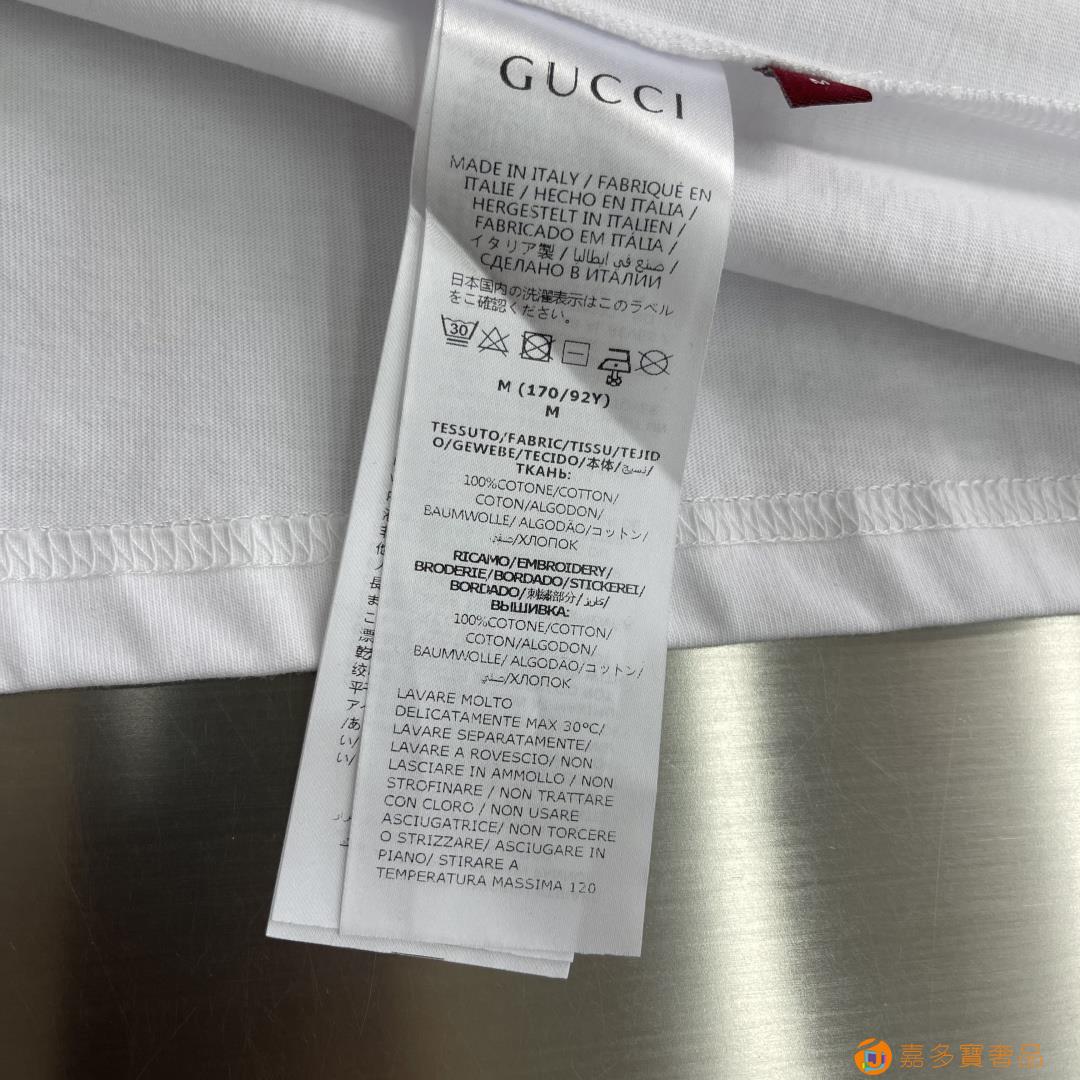 GUCCI
MADE IN ITALY / FABRIQUÉ EN
ITALIE / HECHO EN ITALIA /
HERGESTELT IN ITALIEN /
FABRICADO EM ITÁLIA /
イタリア製 / صنع في إيطاليا /
СДЕЛАНО В ИТАЛИИ
日本国内の洗濯表示はこのラベル
をご確認ください。
30
M (170/92Y)
M
TESSUTO/FABRIC/TISSU/TEJID
O/GEWEBE/TECIDO/本体/نسيج/
ТКАНЬ:
100%COTONE/COTTON/
COTON/ALGODON/
BAUMWOLLE/ ALGODÃO/コットン/
/ХЛОПОК
RICAMO/EMBROIDERY/
BRODERIE/BORDADO/STICKEREI/
BORDADO/刺繍部分/
ВЫШИВКА:
100%COTONE/COTTON/
COTON/ALGODON/
BAUMWOLLE/ ALGODÃO/コットン/
/ХЛОПОК
LAVARE MOLTO
DELICATAMENTE MAX 30°C/
LAVARE SEPARATAMENTE/
LAVARE A ROVESCIO/ NON
LASCIARE IN AMMOLLO / NON
STROFINARE / NON TRATTARE
CON CLORO / NON USARE
ASCIUGATRICE/ NON TORCERE
O STRIZZARE/ ASCIUGARE IN
PIANO/ STIRARE A
TEMPERATURA MASSIMA 120
嘉多寶奢品